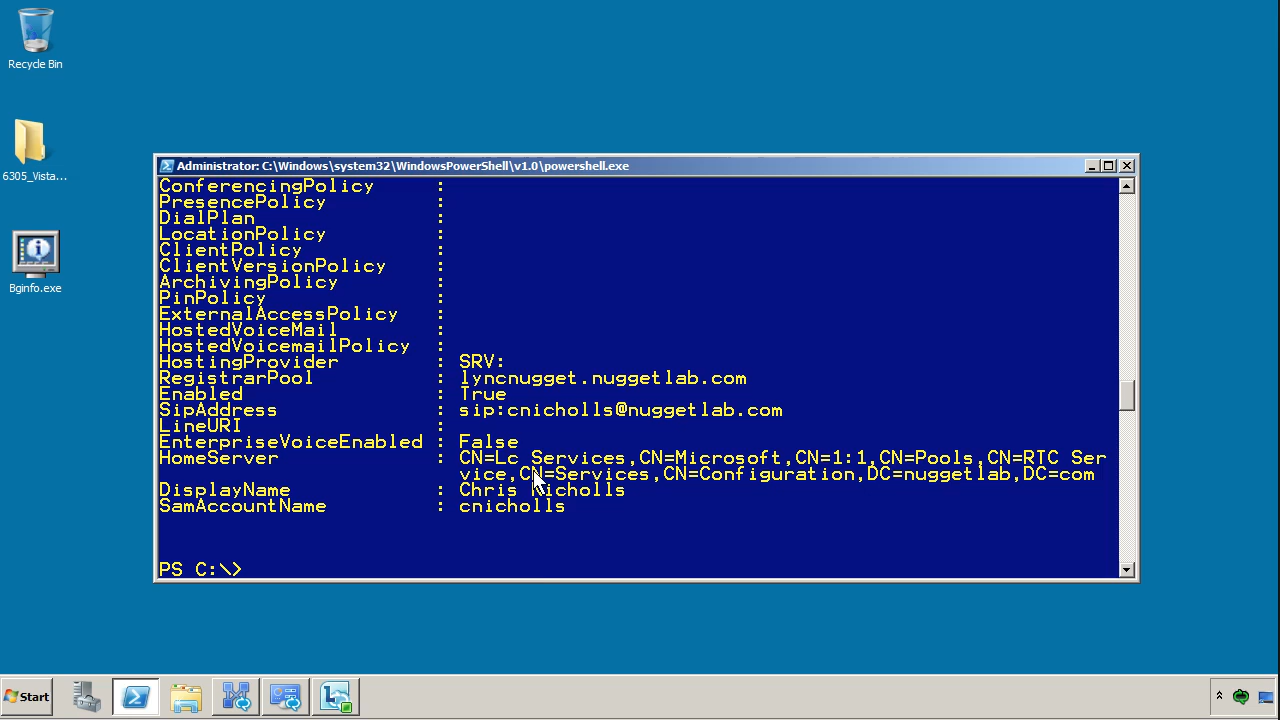 Recycle Bin
6305_Vista...
Bginfo.exe
Administrator: C:\Windows\system32\WindowsPowerShell\v1.0\powershell.exe
ConferencingPolicy :
PresencePolicy :
DialPlan :
LocationPolicy :
ClientPolicy :
ClientVersionPolicy :
ArchivingPolicy :
PinPolicy :
ExternalAccessPolicy :
HostedVoiceMail :
HostedVoicemailPolicy :
HostingProvider : SRV:
RegistrarPool : lyncnugget.nuggetlab.com
Enabled : True
SipAddress : sip:cnicholls@nuggetlab.com
LineURI :
EnterpriseVoiceEnabled : False
HomeServer : CN=Lc Services,CN=Microsoft,CN=1:1,CN=Pools,CN=RTC Ser
vice,CN=Services,CN=Configuration,DC=nuggetlab,DC=com
DisplayName : Chris Nicholls
SamAccountName : cnicholls
PS C:\>
Start